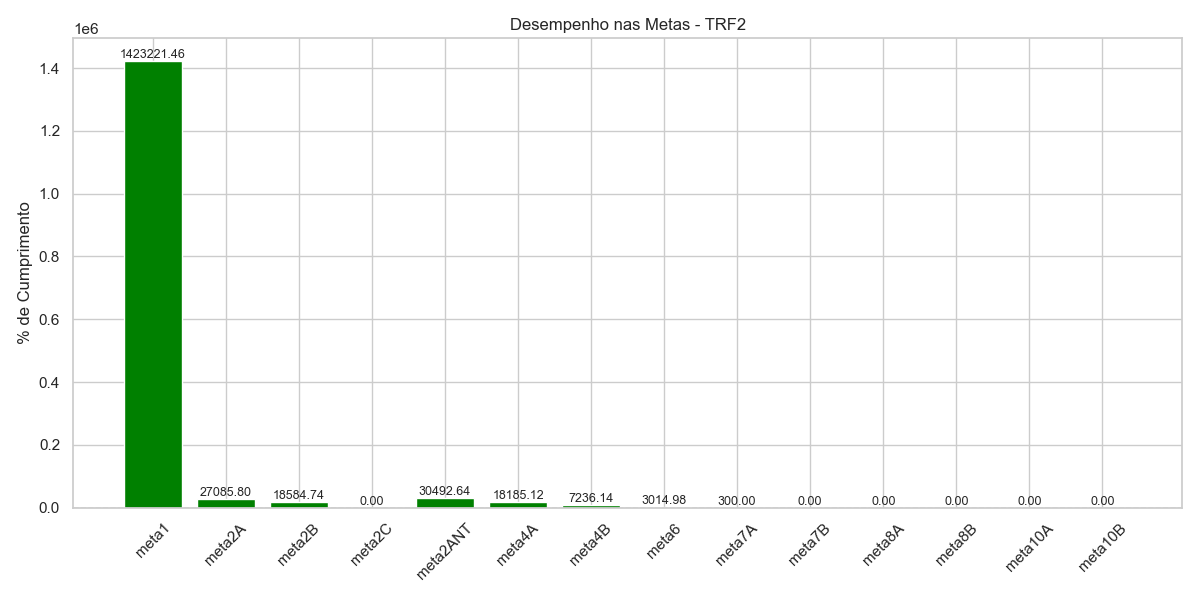 Desempenho nas Metas - TRF2
1e6
% de Cumprimento
1.4
1.2
1.0
0.8
0.6
0.4
0.2
0.0
1423221.46
27085.80
18584.74
0.00
30492.64
18185.12
7236.14
3014.98
300.00
0.00
0.00
0.00
0.00
0.00
meta1
meta2A
meta2B
meta2C
meta2ANT
meta4A
meta4B
meta6
meta7A
meta7B
meta8A
meta8B
meta10A
meta10B